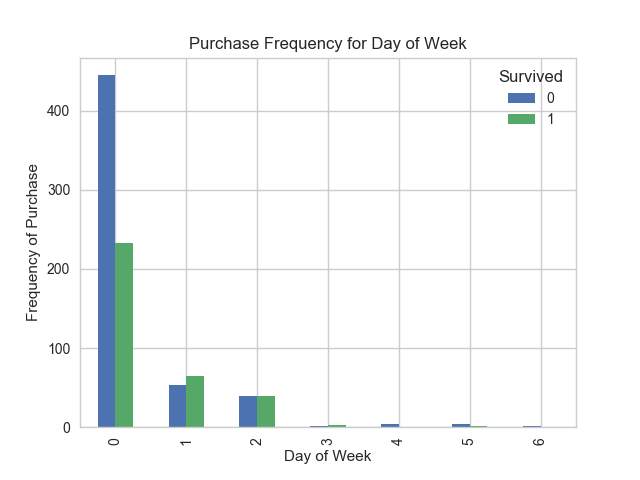 Purchase Frequency for Day of Week
Survived
0
1
Frequency of Purchase
400
300
200
100
0
0 1 2 3 4 5 6
Day of Week